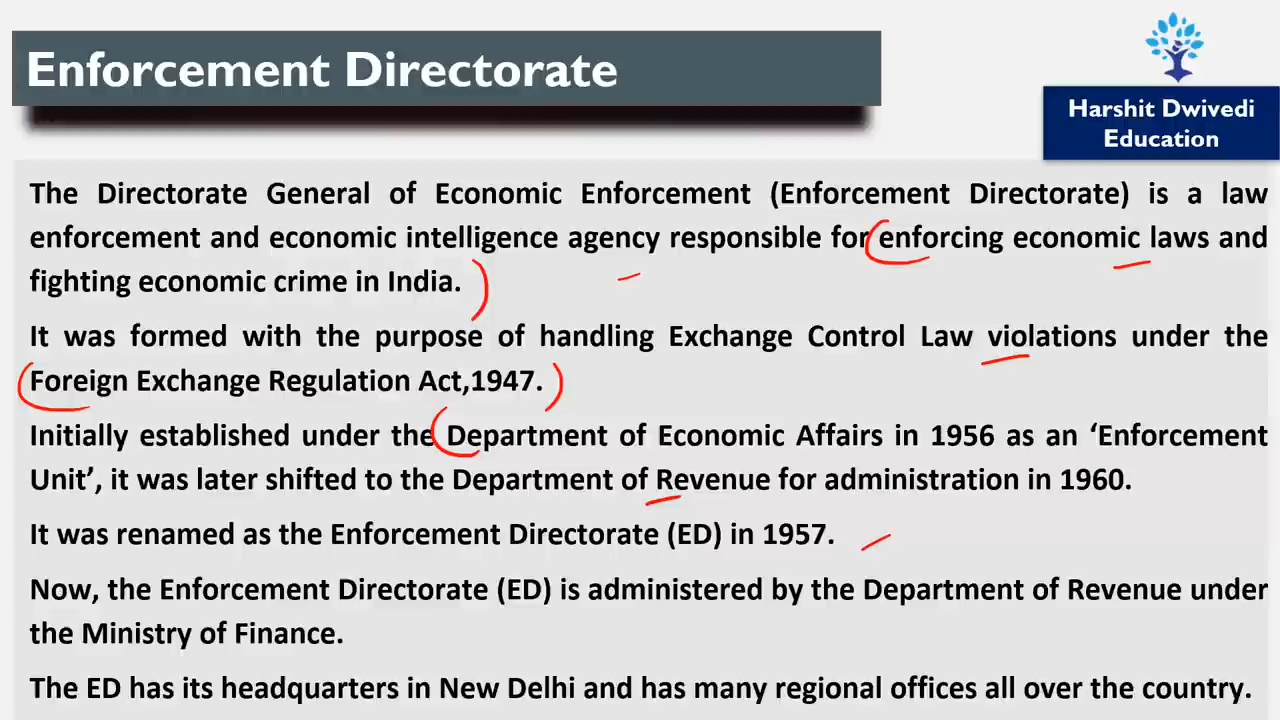 Enforcement Directorate
Harshit Dwivedi
Education
The Directorate General of Economic Enforcement (Enforcement Directorate) is a law
enforcement and economic intelligence agency responsible for enforcing economic laws and
fighting economic crime in India.
It was formed with the purpose of handling Exchange Control Law violations under the
Foreign Exchange Regulation Act,1947.
Initially established under the Department of Economic Affairs in 1956 as an ‘Enforcement
Unit’, it was later shifted to the Department of Revenue for administration in 1960.
It was renamed as the Enforcement Directorate (ED) in 1957.
Now, the Enforcement Directorate (ED) is administered by the Department of Revenue under
the Ministry of Finance.
The ED has its headquarters in New Delhi and has many regional offices all over the country.